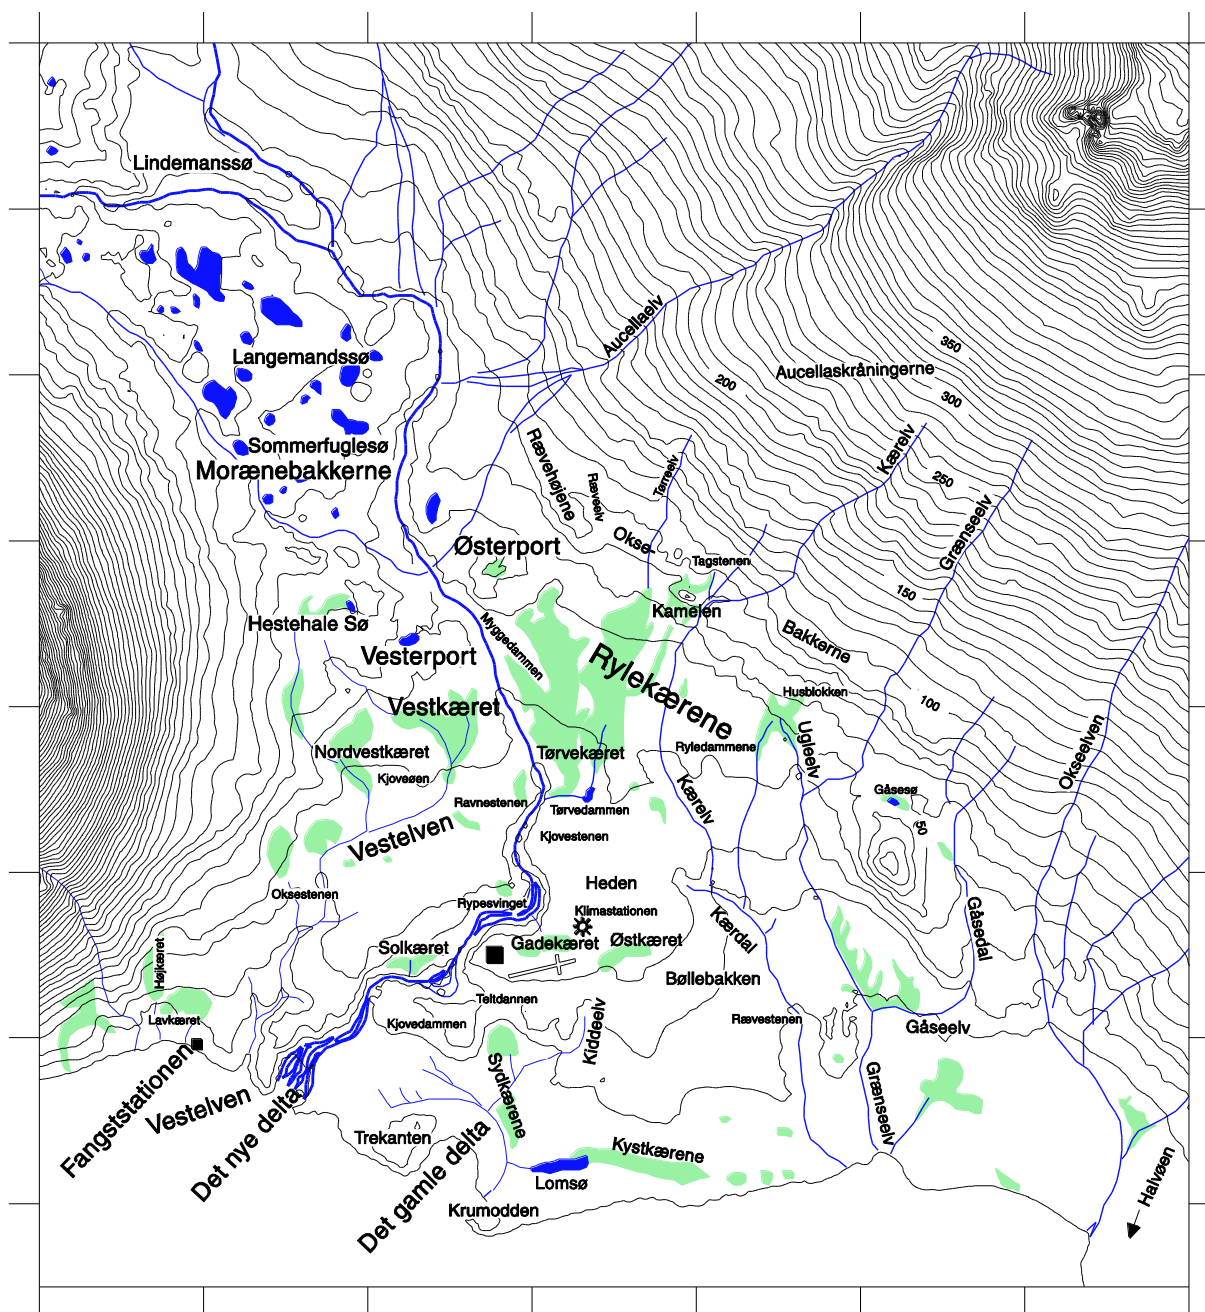 Lindemanssø
Aucellaelv
350
Langemandssø
Aucellaskråningerne
200
300
Sommerfuglesø
Morænebakkerne
Rævehøjene
Ræveelv
Tørreelv
Kærelv
250
Grænseelv
Østerport
Okse-
Tagstenen
150
Kamelen
Hestehale Sø
Myggedammen
Bakkerne
Vesterport
Rylekærene
Husblokken
100
Vestkæret
Nordvestkæret
Tørvekæret
Ryledammene
Ugleelv
Okseelven
Kjoveøen
Ravnestenen
Tørvedammen
Kærelv
Gåsesø
50
Vestelven
Kjovestenen
Oksestenen
Heden
Rypesvinget
Klimastationen
Kærdal
Gåsedal
Højkæret
Solkæret
Gadekæret
Østkæret
Bøllebakken
Teltdannen
Lavkæret
Kjovedammen
Kiddeelv
Rævestenen
Gåseelv
Fangststationen
Sydkærene
Grænseelv
Vestelven
Det nye delta
Trekanten
Det gamle delta
Kystkærene
Lomsø
Halvøen
Krumodden